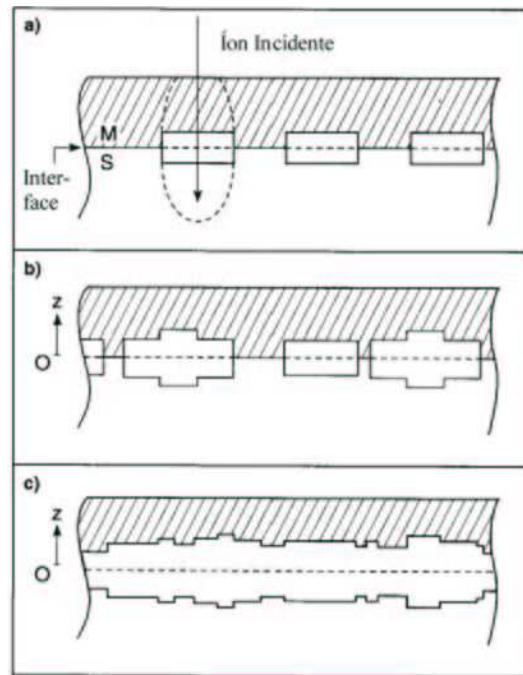 a)
Íon Incidente
M
S
Inter-
face
b)
z
O
c)
z
O